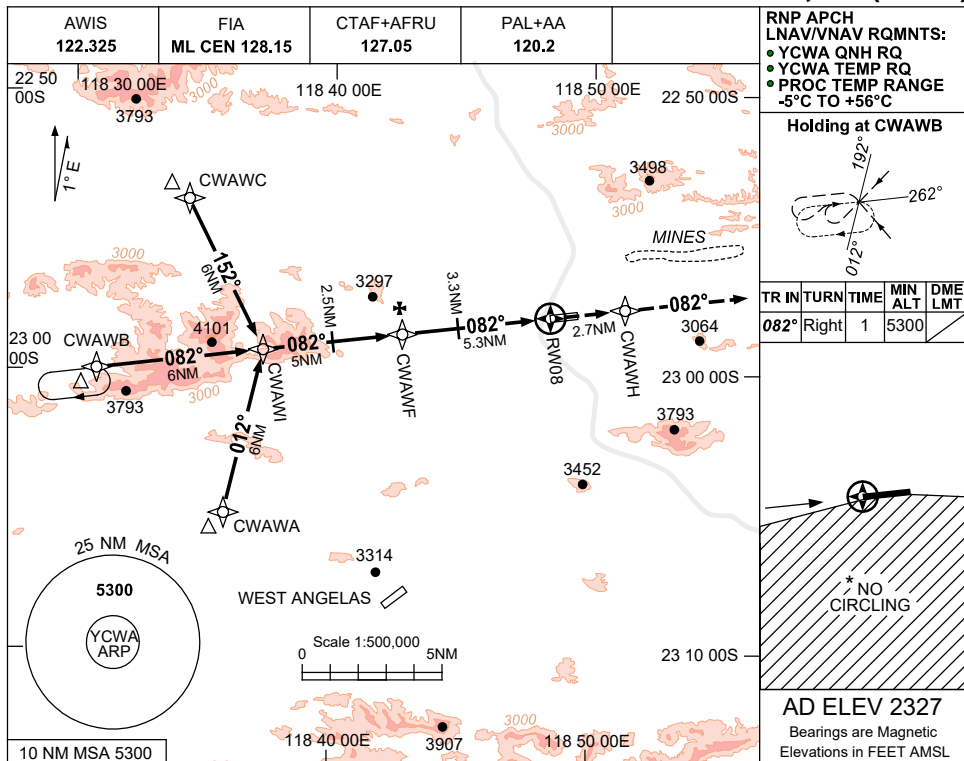 AWIS
122.325
FIA
ML CEN 128.15
CTAF+AFRU
127.05
PAL+AA
120.2
RNP APCH
LNAV/VNAV RQMNTS:
YCWA QNH RQ
YCWA TEMP RQ
PROC TEMP RANGE
-5°C TO +56°C
22 50
00S
118 30 00E
3000
118 40 00E
118 50 00E
22 50 00S
3793
3000
1° E
CWAWC
3498
3000
MINES
152°
6NM
3000
3297
4101
2.5NM
3.3NM
082°
23 00
00S
CWAWB
082°
6NM
082°
5NM
082°
5.3NM
2.7NM
3064
CWAWI
CWAWF
RW08
CWAWH
23 00 00S
3793
3000
012°
6NM
3793
3452
CWAWA
25 NM MSA
5300
YCWA
ARP
3314
WEST ANGELAS
Scale 1:500,000
0
5NM
23 10 00S
3000
3907
118 40 00E
118 50 00E
10 NM MSA 5300
Holding at CWAWB
192°
262°
012°
TR IN
TURN
TIME
MIN
ALT
DME
LMT
082°
Right
1
5300
* NO
CIRCLING
AD ELEV 2327
Bearings are Magnetic
Elevations in FEET AMSL